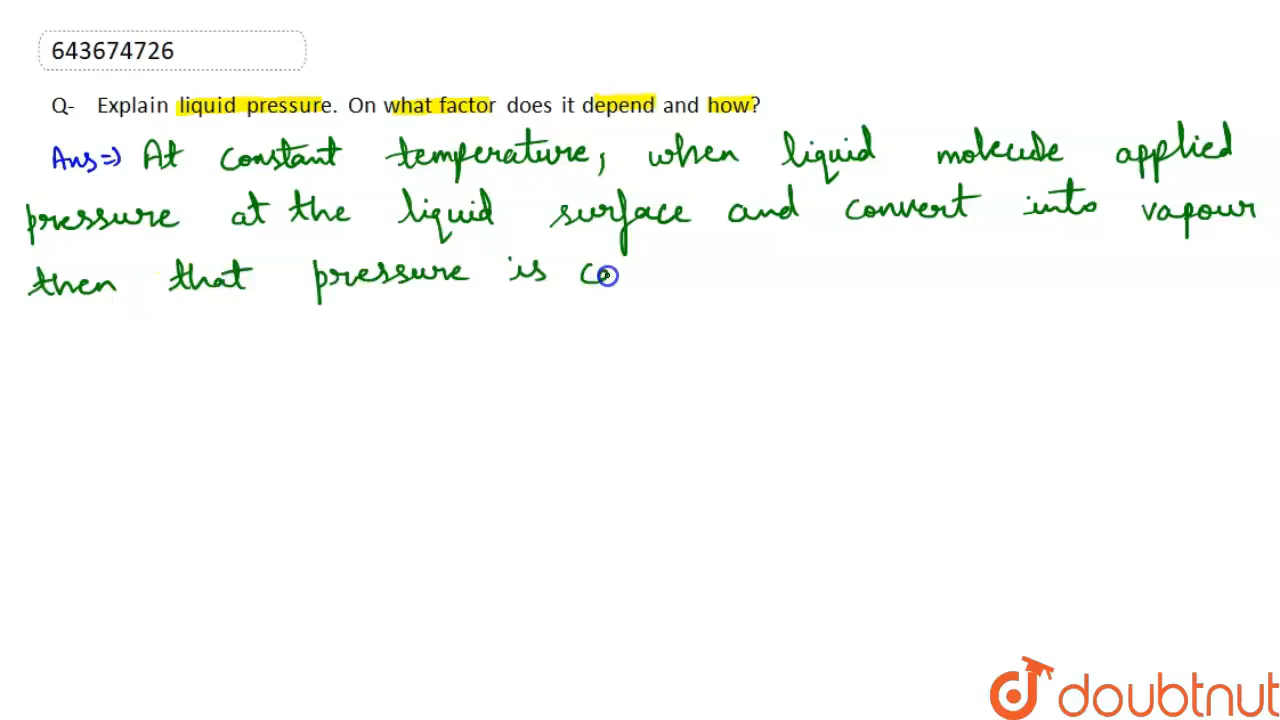 643674726
Q- Explain liquid pressure. On what factor does it depend and how?
Ans⇒ At constant temperature, when liquid molecule applied
pressure at the liquid surface and convert into vapour
then that pressure is co
doubtnut